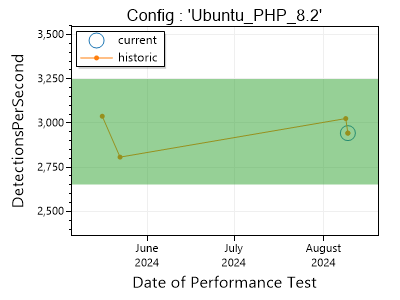 Config : 'Ubuntu_PHP_8.2'
current
historic
DetectionsPerSecond
3,500
3,250
3,000
2,750
2,500
June
2024
July
2024
August
2024
Date of Performance Test